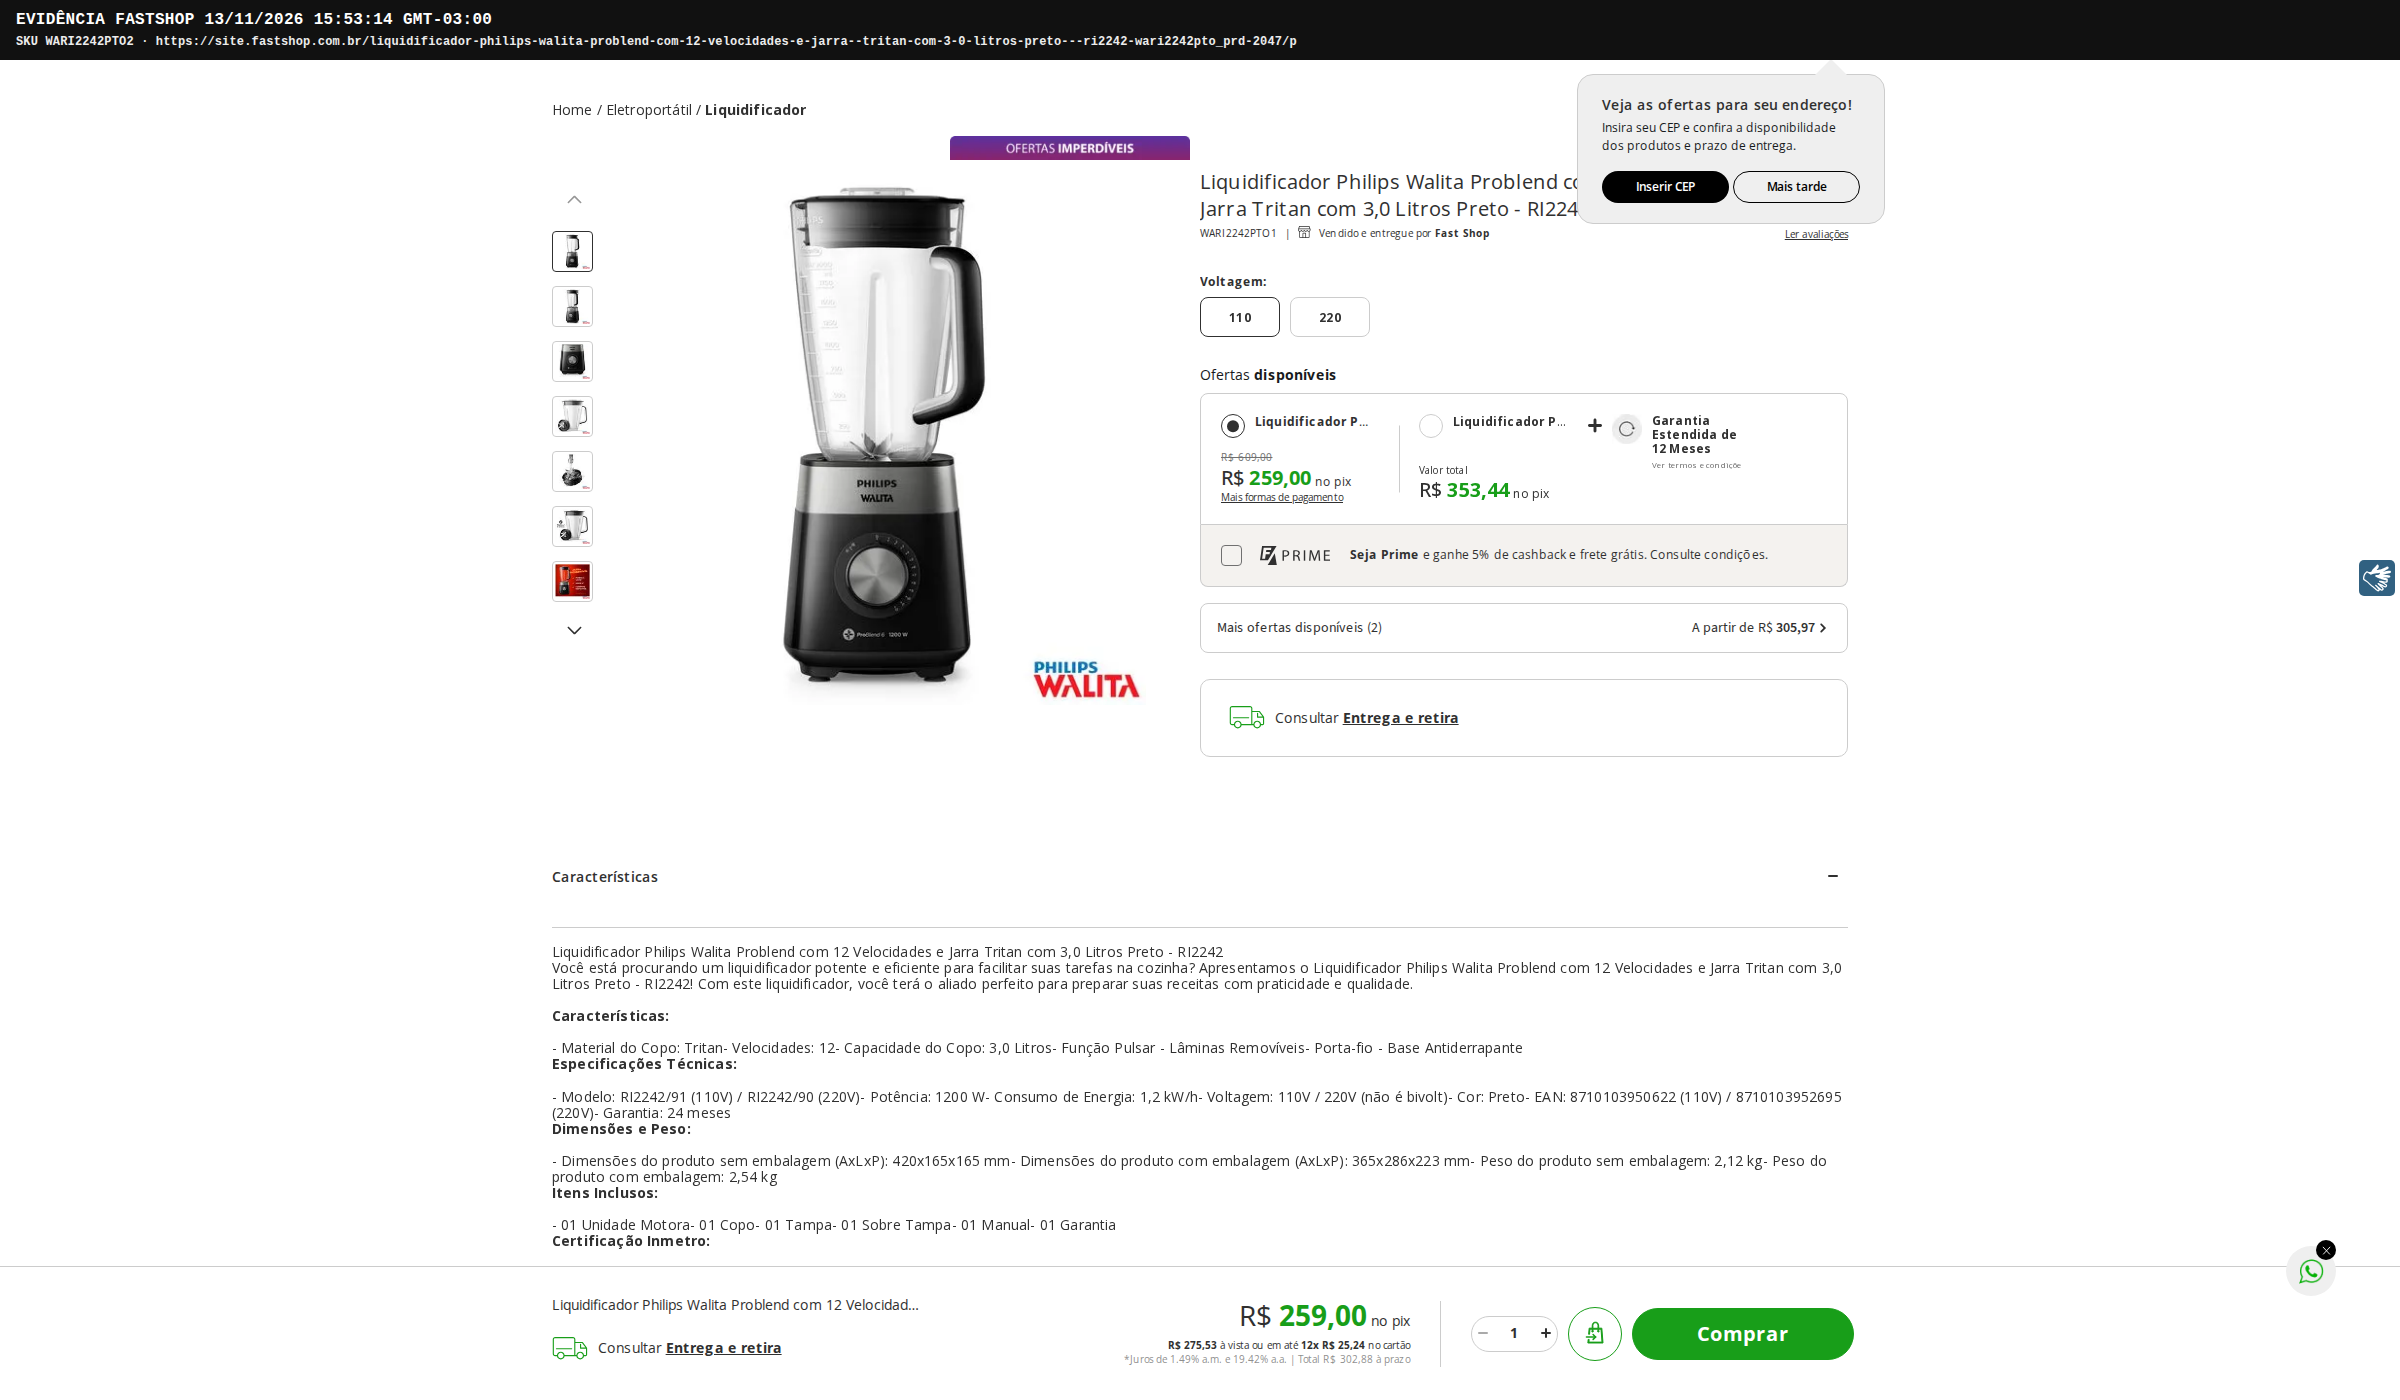 EVIDÊNCIA FASTSHOP 13/11/2026 15:53:14 GMT-03:00
SKU WARI2242PTO2 · https://site.fastshop.com.br/liquidificador-philips-walita-problend-com-12-velocidades-e-jarra--tritan-com-3-0-litros-preto---ri2242-wari2242pto_prd-2047/p
Veja as ofertas para seu endereço!
Insira seu CEP e confira a disponibilidade
dos produtos e prazo de entrega.
Inserir CEP
Mais tarde
Home / Eletroportátil / Liquidificador
OFERTAS IMPERDÍVEIS
Liquidificador Philips Walita Problend co
Jarra Tritan com 3,0 Litros Preto - RI224
WARI2242PTO1 | Vendido e entregue por Fast Shop
Ler avaliações
PHILIPS
WALITA
ProBlend 6 1200 W
PHILIPS
WALITA
Voltagem:
110
220
Ofertas disponíveis
Liquidificador P...
R$ 609,00
R$ 259,00 no pix
Mais formas de pagamento
Liquidificador P...
Valor total
R$ 353,44 no pix
+
Garantia
Estendida de
12 Meses
Ver termos e condiçõe
PRIME
Seja Prime e ganhe 5% de cashback e frete grátis. Consulte condições.
Mais ofertas disponíveis (2)
A partir de R$ 305,97
Consultar Entrega e retira
Características
Liquidificador Philips Walita Problend com 12 Velocidades e Jarra Tritan com 3,0 Litros Preto - RI2242
Você está procurando um liquidificador potente e eficiente para facilitar suas tarefas na cozinha? Apresentamos o Liquidificador Philips Walita Problend com 12 Velocidades e Jarra Tritan com 3,0
Litros Preto - RI2242! Com este liquidificador, você terá o aliado perfeito para preparar suas receitas com praticidade e qualidade.
Características:
- Material do Copo: Tritan- Velocidades: 12- Capacidade do Copo: 3,0 Litros- Função Pulsar - Lâminas Removíveis- Porta-fio - Base Antiderrapante
Especificações Técnicas:
- Modelo: RI2242/91 (110V) / RI2242/90 (220V)- Potência: 1200 W- Consumo de Energia: 1,2 kW/h- Voltagem: 110V / 220V (não é bivolt)- Cor: Preto- EAN: 8710103950622 (110V) / 8710103952695
(220V)- Garantia: 24 meses
Dimensões e Peso:
- Dimensões do produto sem embalagem (AxLxP): 420x165x165 mm- Dimensões do produto com embalagem (AxLxP): 365x286x223 mm- Peso do produto sem embalagem: 2,12 kg- Peso do
produto com embalagem: 2,54 kg
Itens Inclusos:
- 01 Unidade Motora- 01 Copo- 01 Tampa- 01 Sobre Tampa- 01 Manual- 01 Garantia
Certificação Inmetro:
Liquidificador Philips Walita Problend com 12 Velocidad...
Consultar Entrega e retira
R$ 259,00 no pix
R$ 275,53 à vista ou em até 12x R$ 25,24 no cartão
*Juros de 1.49% a.m. e 19.42% a.a. | Total R$ 302,88 à prazo
− 1 +
Comprar